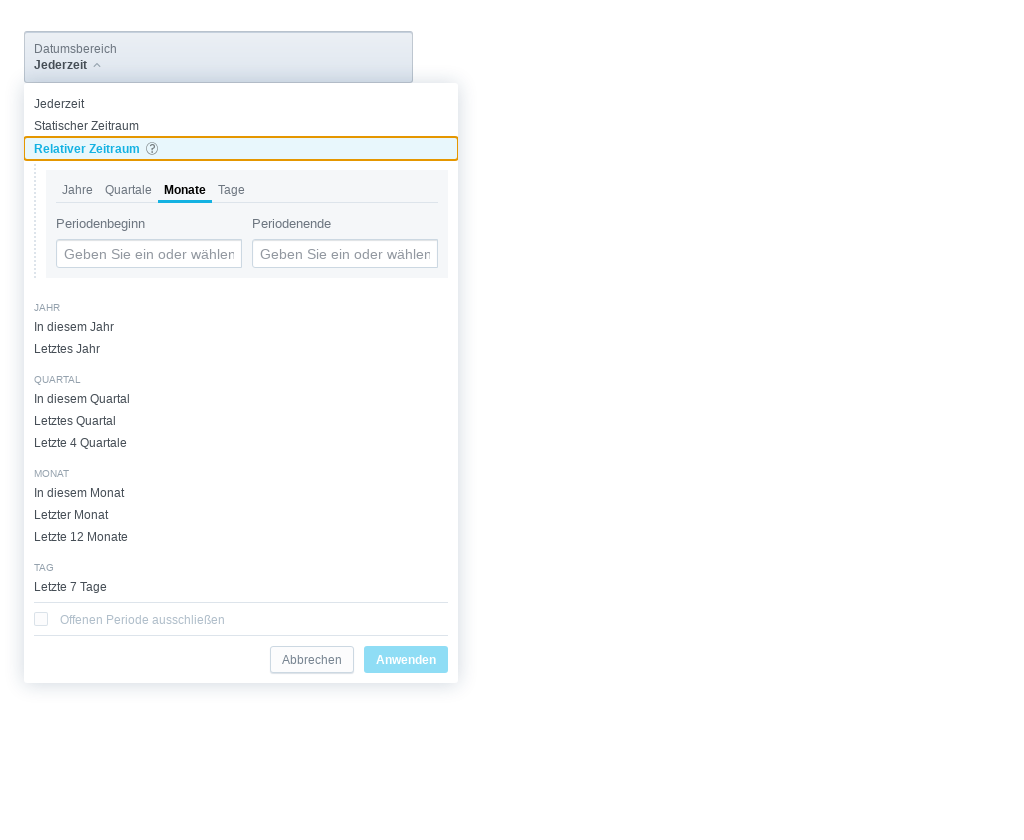 Datumsbereich
Jederzeit
Jederzeit
Statischer Zeitraum
Relativer Zeitraum ?
Jahre Quartale Monate Tage
Periodenbeginn Periodenende
Geben Sie ein oder wählen Geben Sie ein oder wählen
JAHR
In diesem Jahr
Letztes Jahr
QUARTAL
In diesem Quartal
Letztes Quartal
Letzte 4 Quartale
MONAT
In diesem Monat
Letzter Monat
Letzte 12 Monate
TAG
Letzte 7 Tage
Offenen Periode ausschließen
Abbrechen Anwenden